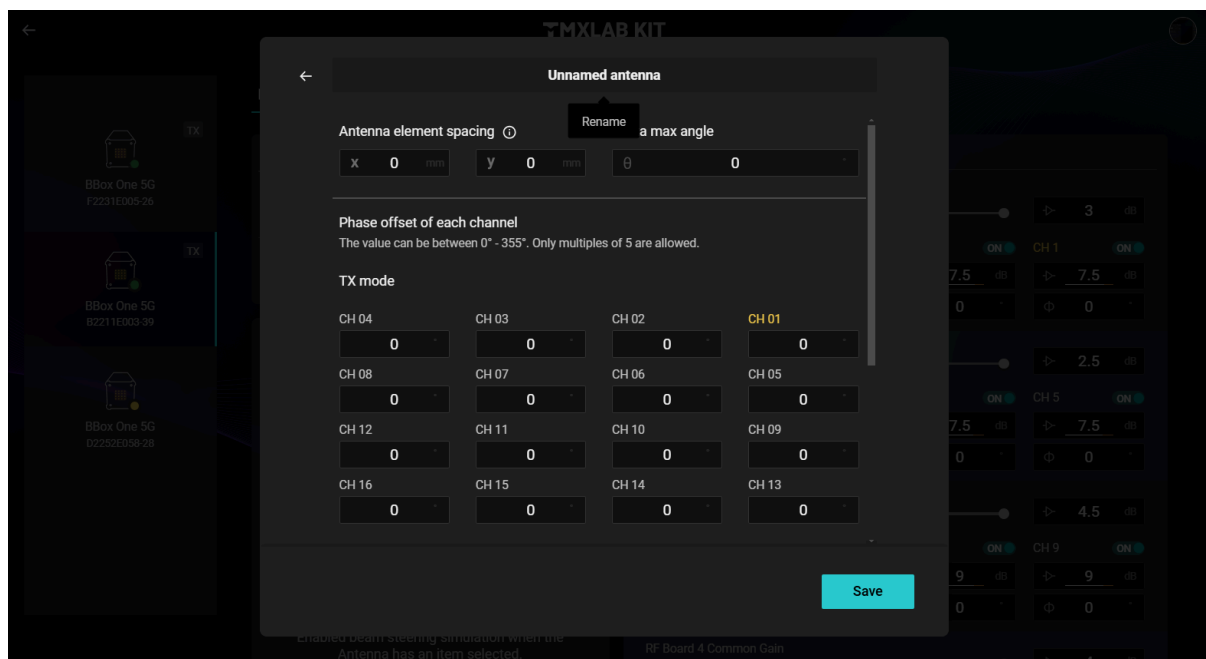 TMXLAB KIT
Unnamed antenna
Rename
Antenna element spacing
a max angle
x 0 mm
y 0 mm
θ 0 °
Phase offset of each channel
The value can be between 0° - 355°. Only multiples of 5 are allowed.
TX mode
CH 04 CH 03 CH 02 CH 01
0 ° 0 ° 0 ° 0 °
CH 08 CH 07 CH 06 CH 05
0 ° 0 ° 0 ° 0 °
CH 12 CH 11 CH 10 CH 09
0 ° 0 ° 0 ° 0 °
CH 16 CH 15 CH 14 CH 13
0 ° 0 ° 0 ° 0 °
Save
TX
BBox One 5G
F2231E005-26
TX
BBox One 5G
B2211E003-39
BBox One 5G
D2252E058-28
3 dB
ON CH 1 ON
7.5 dB 7.5 dB
0 ° Φ 0 °
2.5 dB
ON CH 5 ON
7.5 dB 7.5 dB
0 ° Φ 0 °
4.5 dB
ON CH 9 ON
9 dB 9 dB
0 ° Φ 0 °
Enabled beam steering simulation when the
Antenna has an item selected.
RF Board 4 Common Gain